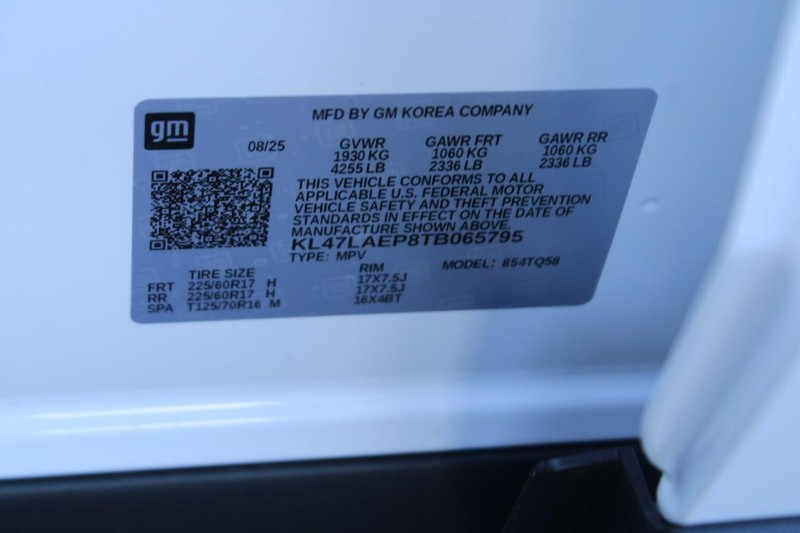 gm
MFD BY GM KOREA COMPANY
08/25 GVWR GAWR FRT GAWR RR
1930 KG 1060 KG 1060 KG
4255 LB 2336 LB 2336 LB
THIS VEHICLE CONFORMS TO ALL
APPLICABLE U.S. FEDERAL MOTOR
VEHICLE SAFETY AND THEFT PREVENTION
STANDARDS IN EFFECT ON THE DATE OF
MANUFACTURE SHOWN ABOVE.
KL47LAEP8TB065795
TYPE: MPV MODEL: 854TQ58
TIRE SIZE RIM
FRT 225/60R17 H 17X7.5J
RR 225/60R17 H 17X7.5J
SPA T125/70R16 M 16X4BT